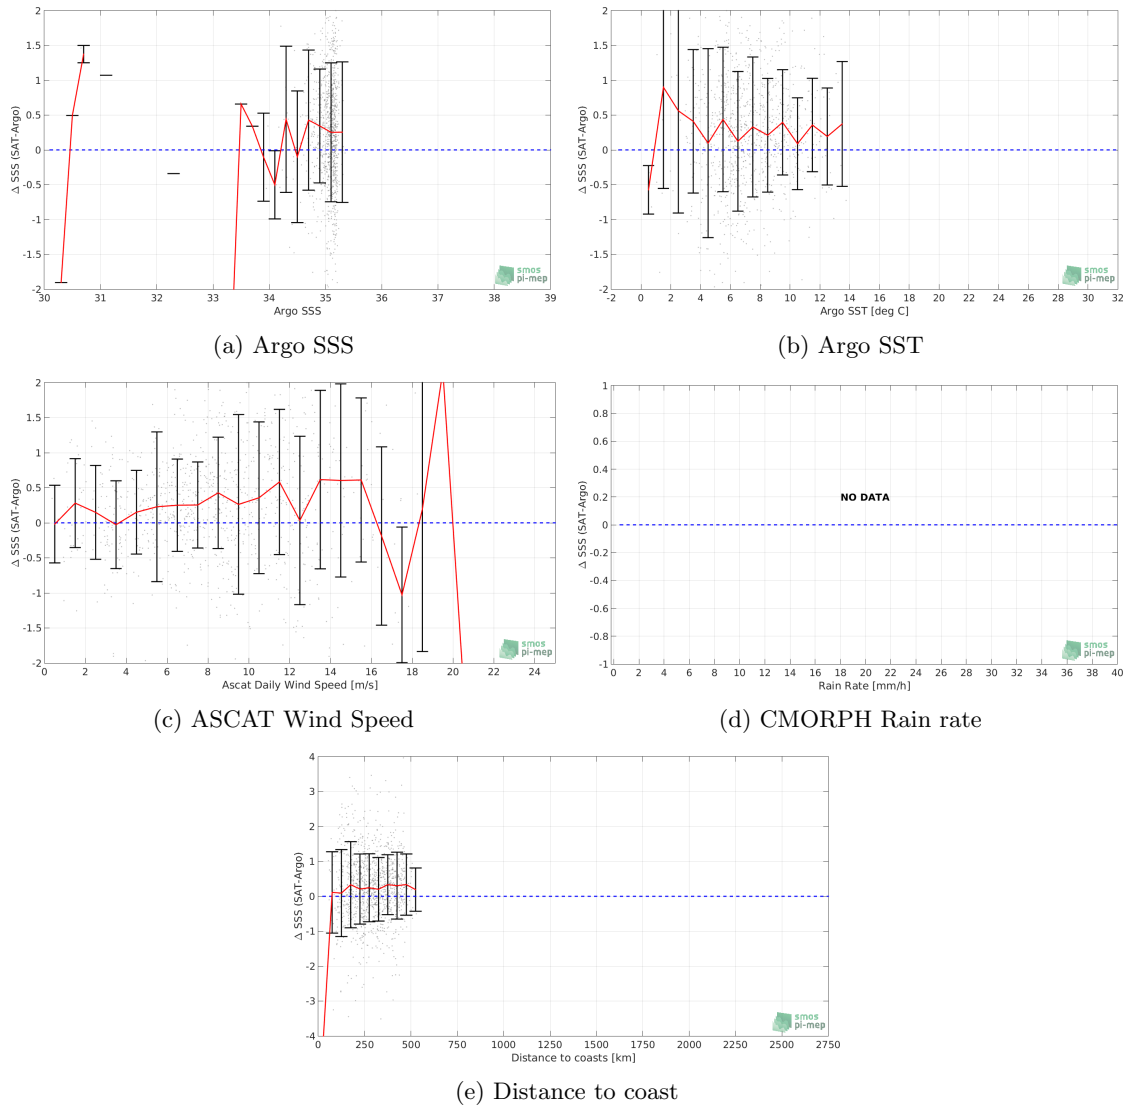 2
1.5
1
0.5
0
-0.5
-1
-1.5
-2
Δ SSS (SAT-Argo)
30 31 32 33 34 35 36 37 38 39
Argo SSS
smos
pi-mep
(a) Argo SSS
2
1.5
1
0.5
0
-0.5
-1
-1.5
-2
Δ SSS (SAT-Argo)
-2 0 2 4 6 8 10 12 14 16 18 20 22 24 26 28 30 32
Argo SST [deg C]
smos
pi-mep
(b) Argo SST
2
1.5
1
0.5
0
-0.5
-1
-1.5
-2
Δ SSS (SAT-Argo)
0 2 4 6 8 10 12 14 16 18 20 22 24
Ascat Daily Wind Speed [m/s]
smos
pi-mep
(c) ASCAT Wind Speed
1
0.8
0.6
0.4
0.2
0
-0.2
-0.4
-0.6
-0.8
-1
Δ SSS (SAT-Argo)
NO DATA
0 2 4 6 8 10 12 14 16 18 20 22 24 26 28 30 32 34 36 38 40
Rain Rate [mm/h]
smos
pi-mep
(d) CMORPH Rain rate
4
3
2
1
0
-1
-2
-3
-4
Δ SSS (SAT-Argo)
0 250 500 750 1000 1250 1500 1750 2000 2250 2500 2750
Distance to coasts [km]
smos
pi-mep
(e) Distance to coast